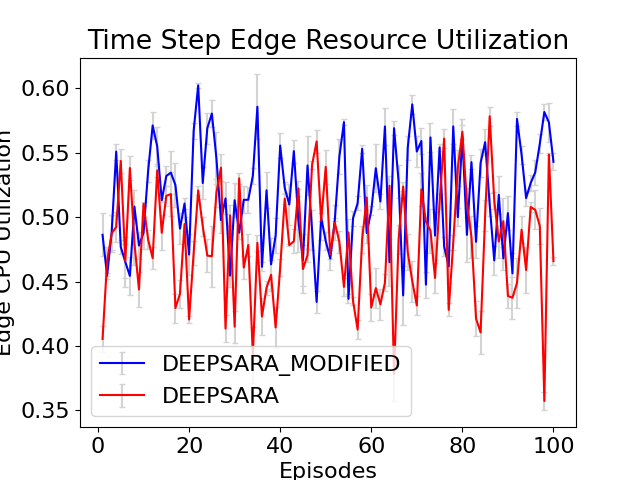 Time Step Edge Resource Utilization
0.60
0.55
0.50
0.45
0.40
0.35
Edge CPU Utilization
DEEPSARA_MODIFIED
DEEPSARA
0 20 40 60 80 100
Episodes